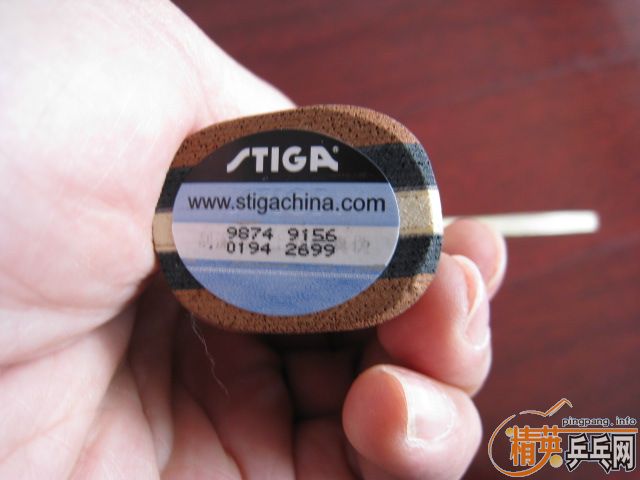 STIGA
www.stigachina.com
9874 9156
0194 2699
pingpang.info
精英乒乓网